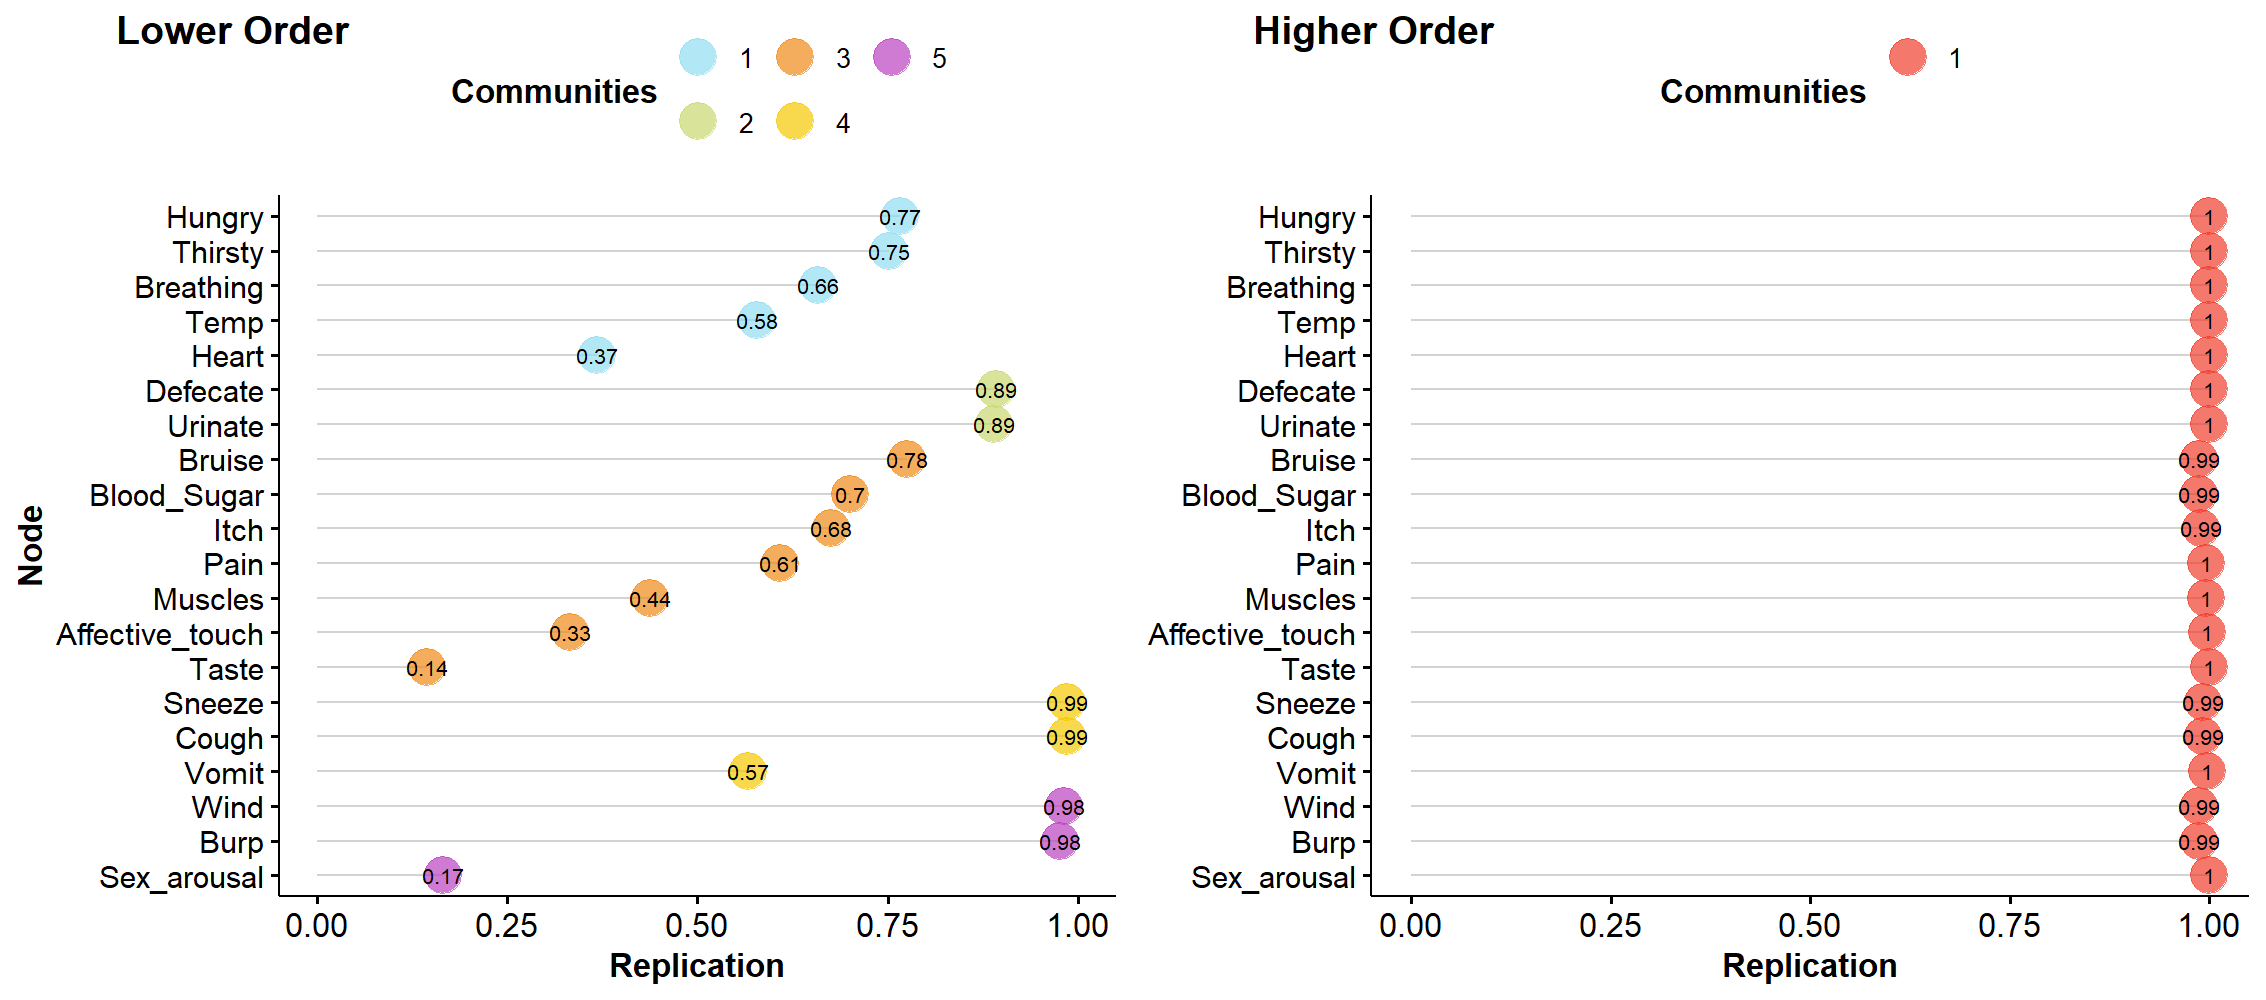 Lower Order
Communities
1 3 5
2 4
Node
Hungry 0.77
Thirsty 0.75
Breathing 0.66
Temp 0.58
Heart 0.37
Defecate 0.89
Urinate 0.89
Bruise 0.78
Blood_Sugar 0.7
Itch 0.68
Pain 0.61
Muscles 0.44
Affective_touch 0.33
Taste 0.14
Sneeze 0.99
Cough 0.99
Vomit 0.57
Wind 0.98
Burp 0.98
Sex_arousal 0.17
0.00 0.25 0.50 0.75 1.00
Replication
Higher Order
Communities
1
Hungry 1
Thirsty 1
Breathing 1
Temp 1
Heart 1
Defecate 1
Urinate 1
Bruise 0.99
Blood_Sugar 0.99
Itch 0.99
Pain 1
Muscles 1
Affective_touch 1
Taste 1
Sneeze 0.99
Cough 0.99
Vomit 1
Wind 0.99
Burp 0.99
Sex_arousal 1
0.00 0.25 0.50 0.75 1.00
Replication